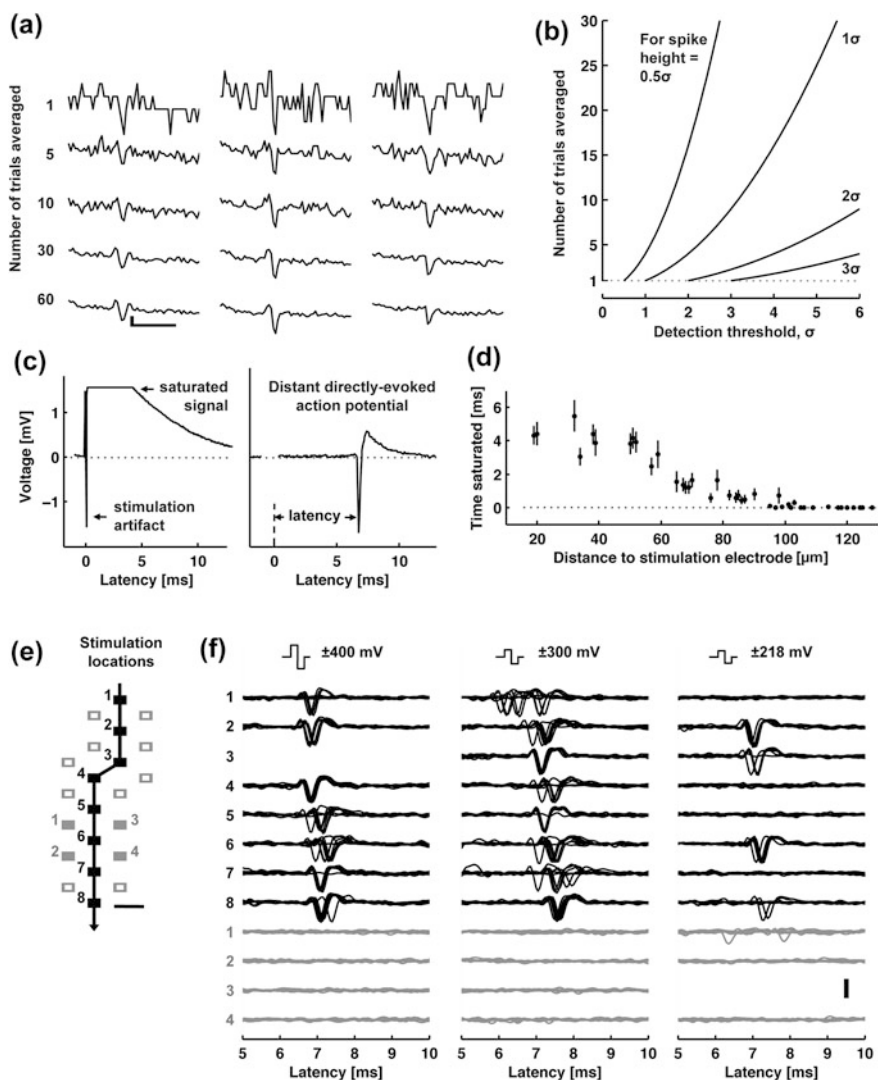 (a)
Number of trials averaged
1
5
10
30
60
(b)
Number of trials averaged
30
25
20
15
10
5
1
For spike
height =
0.5σ
1σ
2σ
3σ
0 1 2 3 4 5 6
Detection threshold, σ
(c)
Voltage [mV]
1
0
−1
saturated
signal
stimulation
artifact
0 5 10
Latency [ms]
Distant directly-evoked
action potential
latency
0 5 10
Latency [ms]
(d)
Time saturated [ms]
6
4
2
0
20 40 60 80 100 120
Distance to stimulation electrode [µm]
(e)
Stimulation
locations
1
2
3
4
5
6
7
8
1
2
3
4
(f)
±400 mV
±300 mV
±218 mV
1
2
3
4
5
6
7
8
1
2
3
4
5 6 7 8 9 10
Latency [ms]
5 6 7 8 9 10
Latency [ms]
5 6 7 8 9 10
Latency [ms]